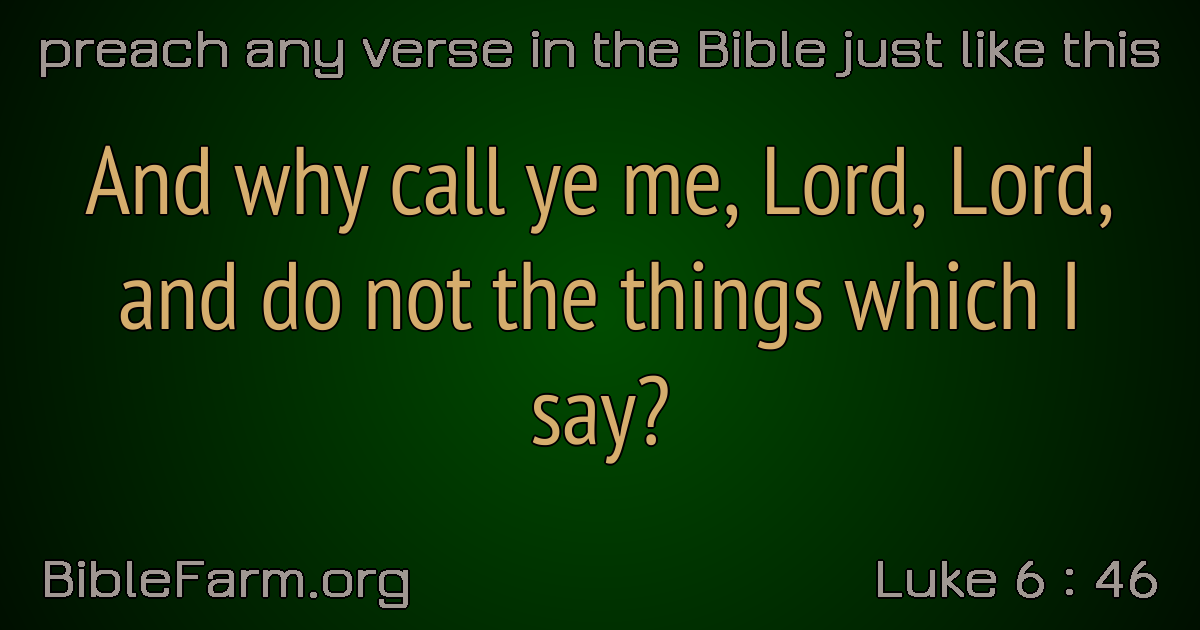 preach any verse in the Bible just like this
And why call ye me, Lord, Lord,
and do not the things which I
say?
BibleFarm.org
Luke 6 : 46